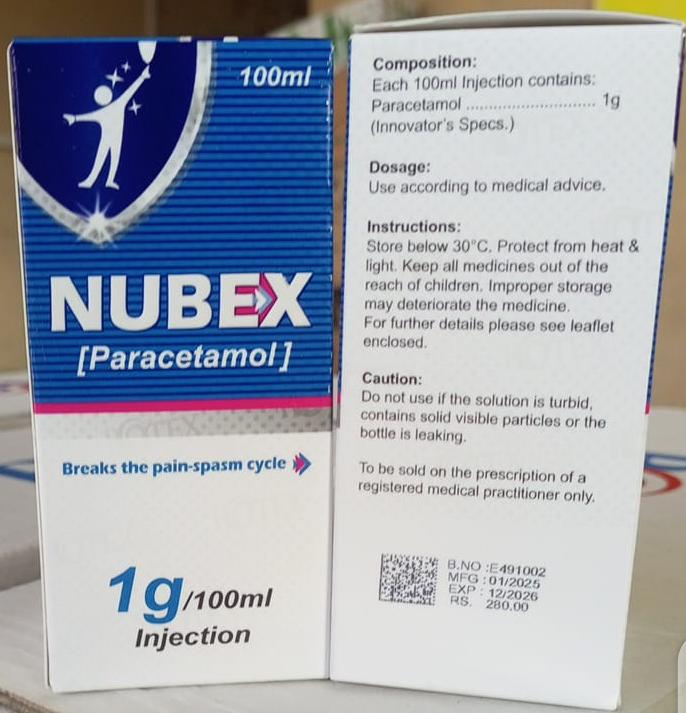 100ml
NUBEX
[Paracetamol]
Breaks the pain-spasm cycle
1g/100ml
Injection
Composition:
Each 100ml Injection contains:
Paracetamol ............................ 1g
(Innovator's Specs.)
Dosage:
Use according to medical advice.
Instructions:
Store below 30°C. Protect from heat &
light. Keep all medicines out of the
reach of children. Improper storage
may deteriorate the medicine.
For further details please see leaflet
enclosed.
Caution:
Do not use if the solution is turbid,
contains solid visible particles or the
bottle is leaking.
To be sold on the prescription of a
registered medical practitioner only.
B.NO :E491002
MFG :01/2025
EXP : 12/2026
RS. 280.00